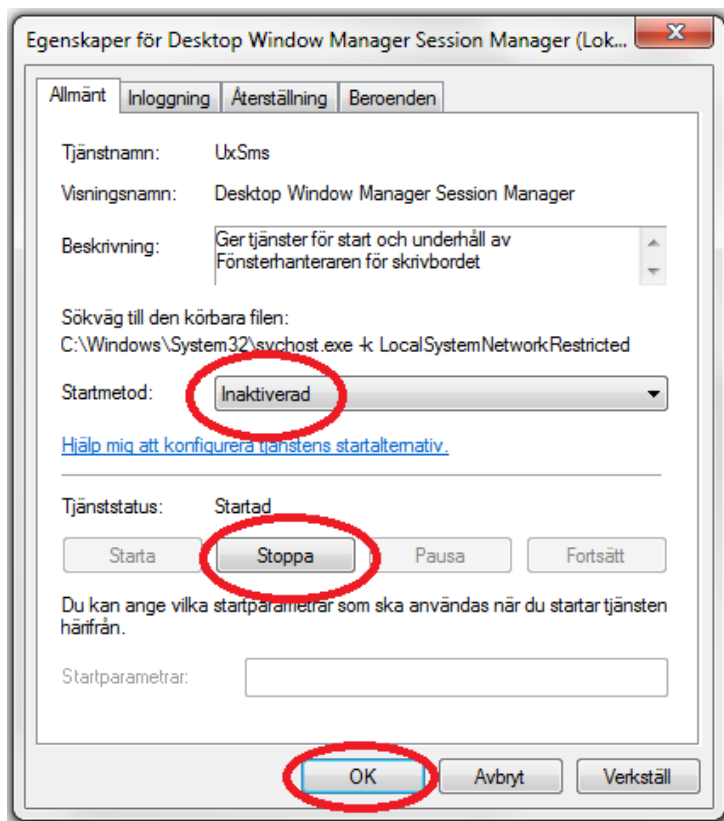 Egenskaper för Desktop Window Manager Session Manager (Lok...
Allmänt Inloggning Återställning Beroenden
Tjänstnamn: UxSms
Visningsnamn: Desktop Window Manager Session Manager
Beskrivning: Ger tjänster för start och underhåll av
Fönsterhanteraren för skrivbordet
Sökväg till den körbara filen:
C:\Windows\System32\svchost.exe -k LocalSystemNetworkRestricted
Startmetod: Inaktiverad
Hjälp mig att konfigurera tjänstens startalternativ.
Tjänststatus: Startad
Starta Stoppa Pausa Fortsätt
Du kan ange vilka startparametrar som ska användas när du startar tjänsten
härifrån.
Startparametrar:
OK Avbryt Verkställ